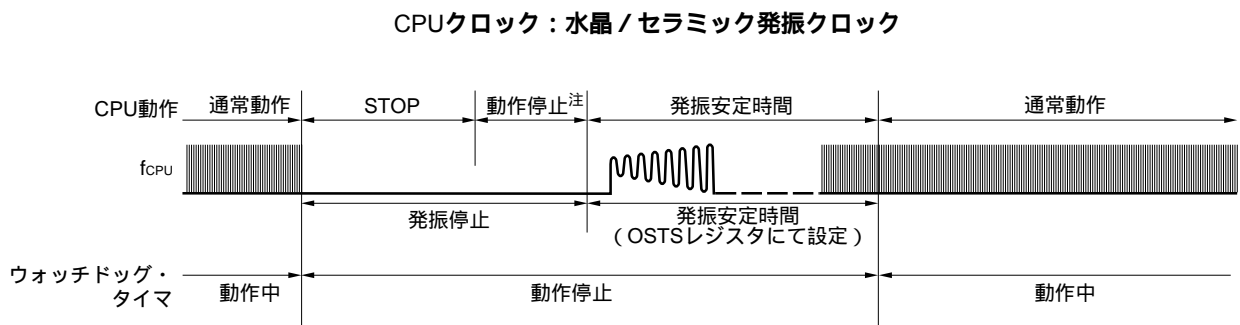 CPUクロック：水晶／セラミック発振クロック
CPU動作 通常動作 STOP 動作停止注 発振安定時間 通常動作
fCPU
発振停止 発振安定時間
（OSTSレジスタにて設定）
ウォッチドッグ・
タイマ
動作中 動作停止 動作中